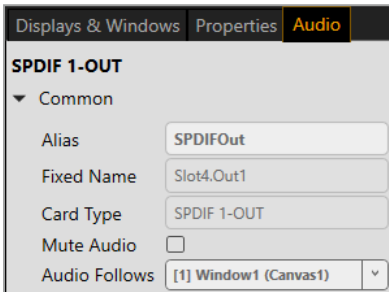 Displays & Windows Properties Audio
SPDIF 1-OUT
Common
Alias SPDIFOut
Fixed Name Slot4.Out1
Card Type SPDIF 1-OUT
Mute Audio
Audio Follows [1] Window1 (Canvas1)